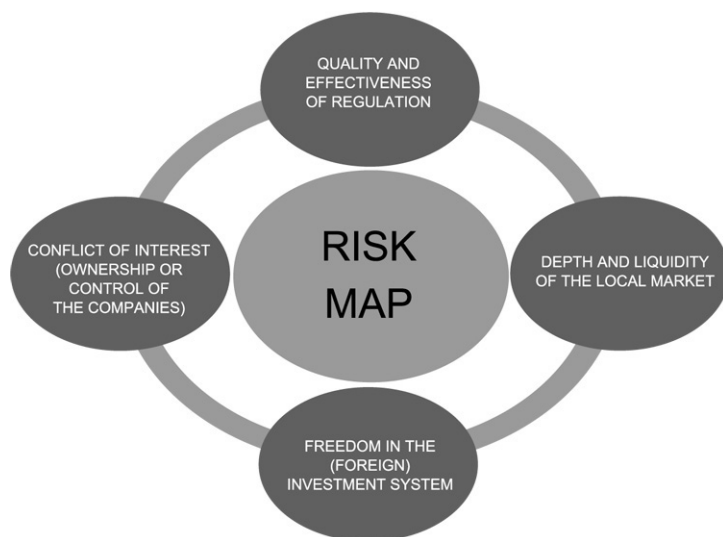 QUALITY AND
EFFECTIVENESS
OF REGULATION
CONFLICT OF INTEREST
(OWNERSHIP OR
CONTROL OF
THE COMPANIES)
RISK
MAP
DEPTH AND LIQUIDITY
OF THE LOCAL MARKET
FREEDOM IN THE
(FOREIGN)
INVESTMENT SYSTEM